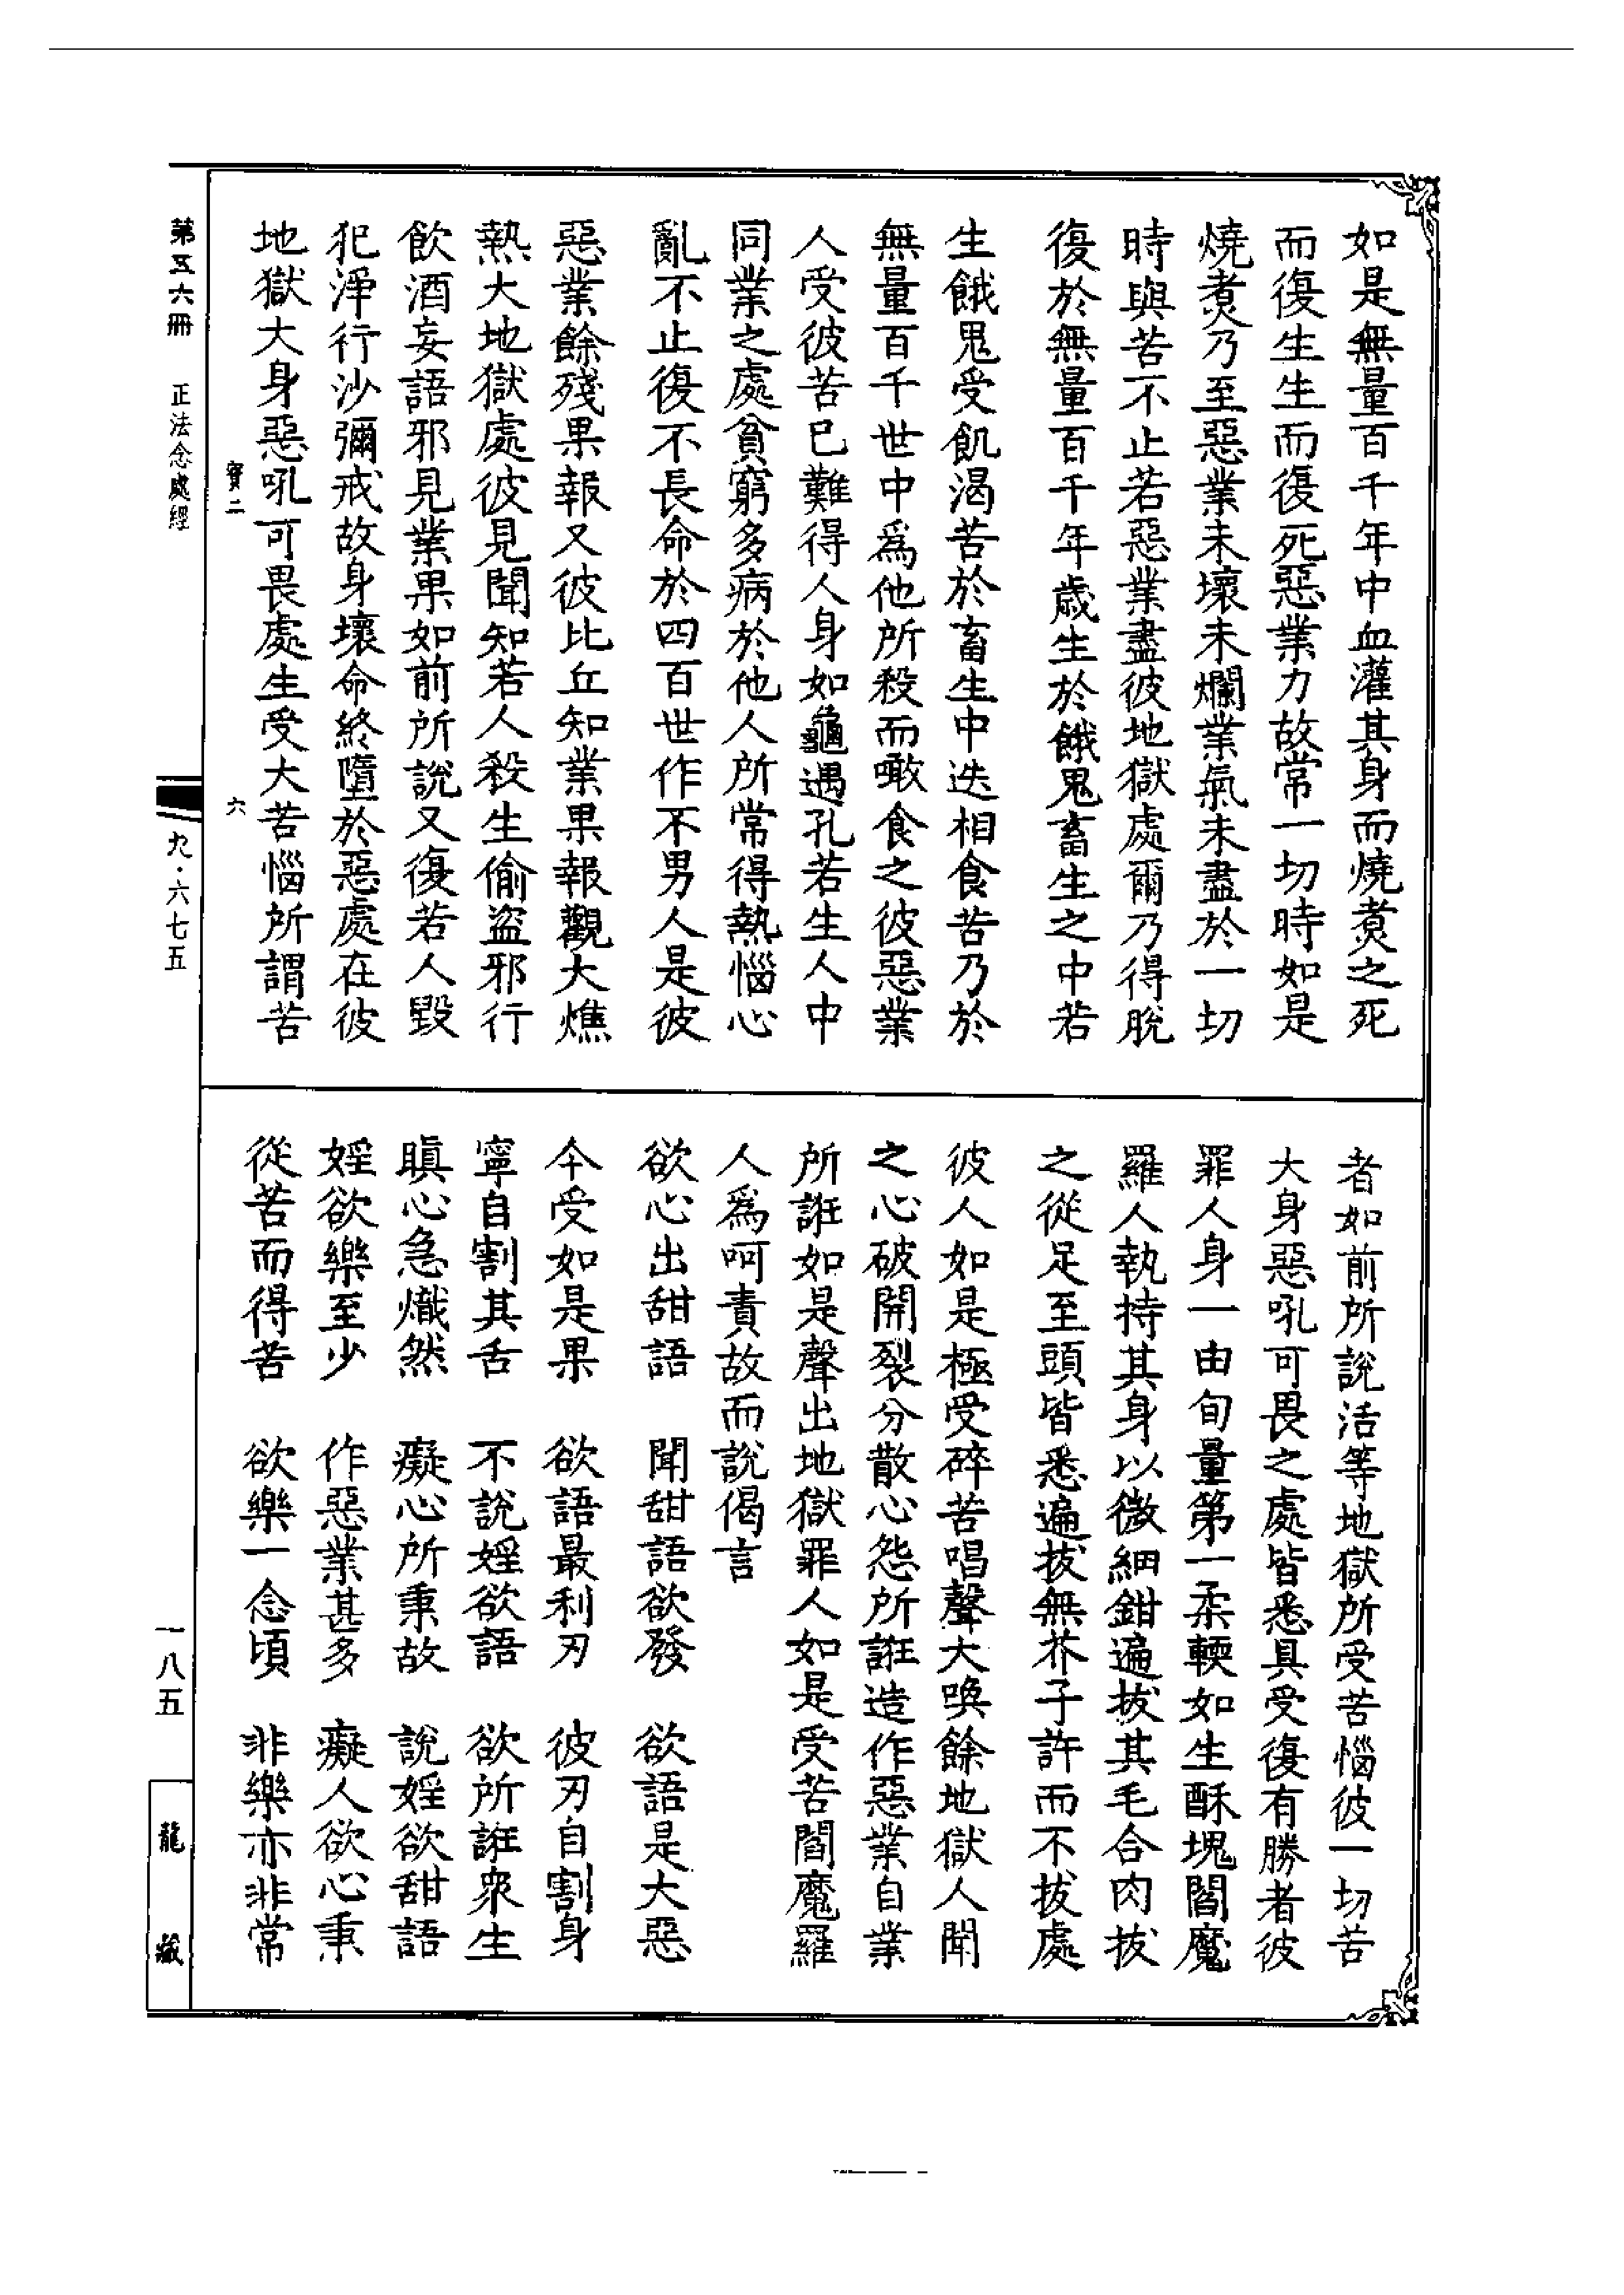 如是無量百千年中血灌其身而燒煑之死
而復生生而復死惡業力故常一切時如是
燒煑乃至惡業未壞未爛業氣未盡於一切
時與苦不止若惡業盡彼地獄處爾乃得脫
復於無量百千年歲生於餓鬼畜生之中若
生餓鬼受飢渴苦於畜生中迭相食苦乃於
無量百千世中爲他所殺而噉食之彼惡業
人受彼苦已難得人身如龜遇孔若生人中
同業之處貧窮多病於他人所常得熱惱心
亂不止復不長命於四百世作不男人是彼
惡業餘殘果報又彼比丘知業果報觀大燋
熱大地獄處彼見聞知若人殺生偷盜邪行
飲酒妄語邪見業果如前所說又復若人毀
犯淨行沙彌戒故身壞命終墮於惡處在彼
地獄大身惡吼可畏處生受大苦惱所謂苦
寶二 六
者如前所說活等地獄所受苦惱彼一切苦
大身惡吼可畏之處皆悉具受復有勝者彼
罪人身一由旬量第一柔輭如生酥塊閻魔
羅人執持其身以微細鉗遍拔其毛合肉拔
之從足至頭皆悉遍拔無芥子許而不拔處
彼人如是極受碎苦唱聲大喚餘地獄人聞
之心破開裂分散心怨所誑造作惡業自業
所誑如是聲出地獄罪人如是受苦閻魔羅
人爲呵責故而說偈言
欲心出甜語 聞甜語欲發 欲語是大惡
今受如是果 欲語最利刃 彼刃自割身
寧自割其舌 不說婬欲語 欲所誑衆生
瞋心急熾然 癡心所秉故 說婬欲甜語
婬欲樂至少 作惡業甚多 癡人欲心秉
從苦而得苦 欲樂一念頃 非樂亦非常
第五六冊 正法念處經 九·六七五 一八五 龍藏